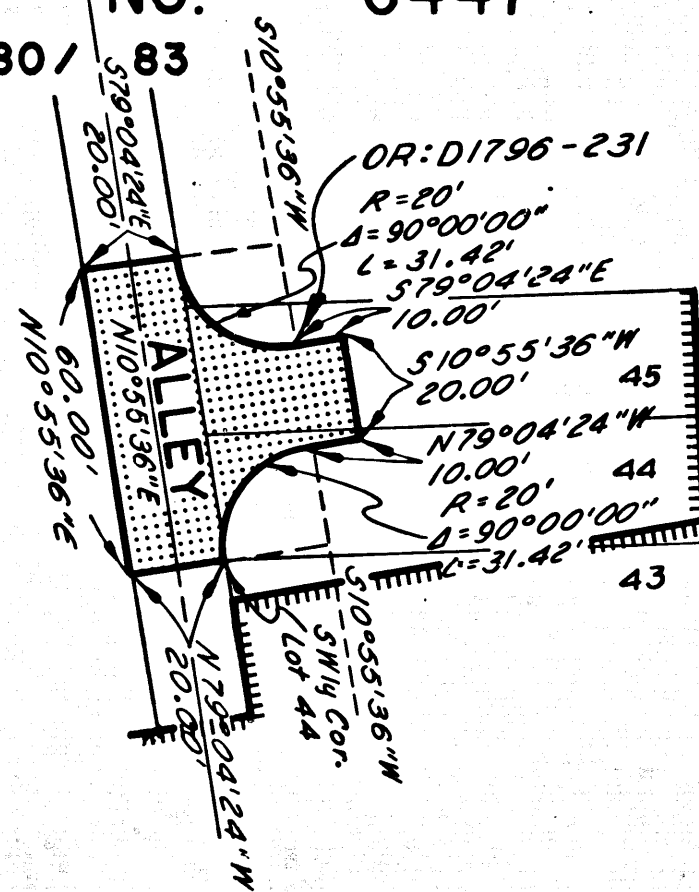 NO. 6447
80/ 83
S79°04'24"E
20.00'
S10°55'36"W
OR: D1796-231
R=20'
Δ=90°00'00"
L=31.42'
S79°04'24"E
10.00'
S10°55'36"W
20.00'
45
N79°04'24"W
10.00'
44
R=20'
Δ=90°00'00"
L=31.42'
43
ALLEY
N10°55'36"E
60.00'
N10°55'36"E
S10°55'36"W
SWly Cor.
Lot 44
N79°04'24"W
20.00'